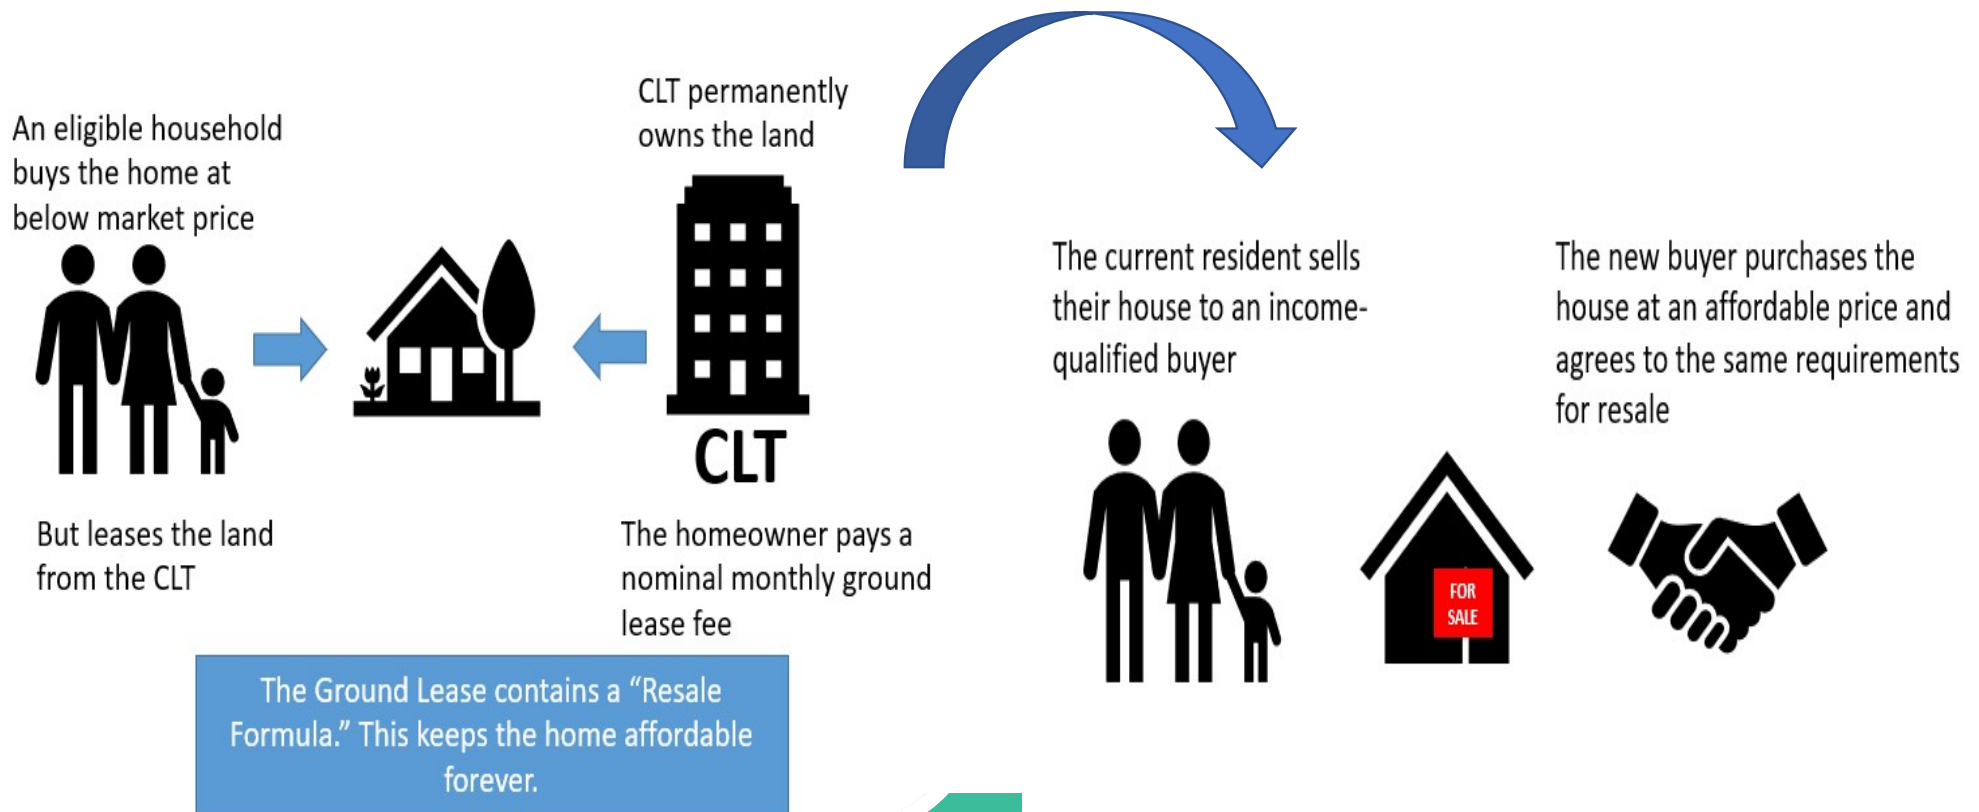 An eligible household
buys the home at
below market price
CLT permanently
owns the land
CLT
But leases the land
from the CLT
The homeowner pays a
nominal monthly ground
lease fee
The Ground Lease contains a “Resale
Formula.” This keeps the home affordable
forever.
The current resident sells
their house to an income-
qualified buyer
FOR
SALE
The new buyer purchases the
house at an affordable price and
agrees to the same requirements
for resale